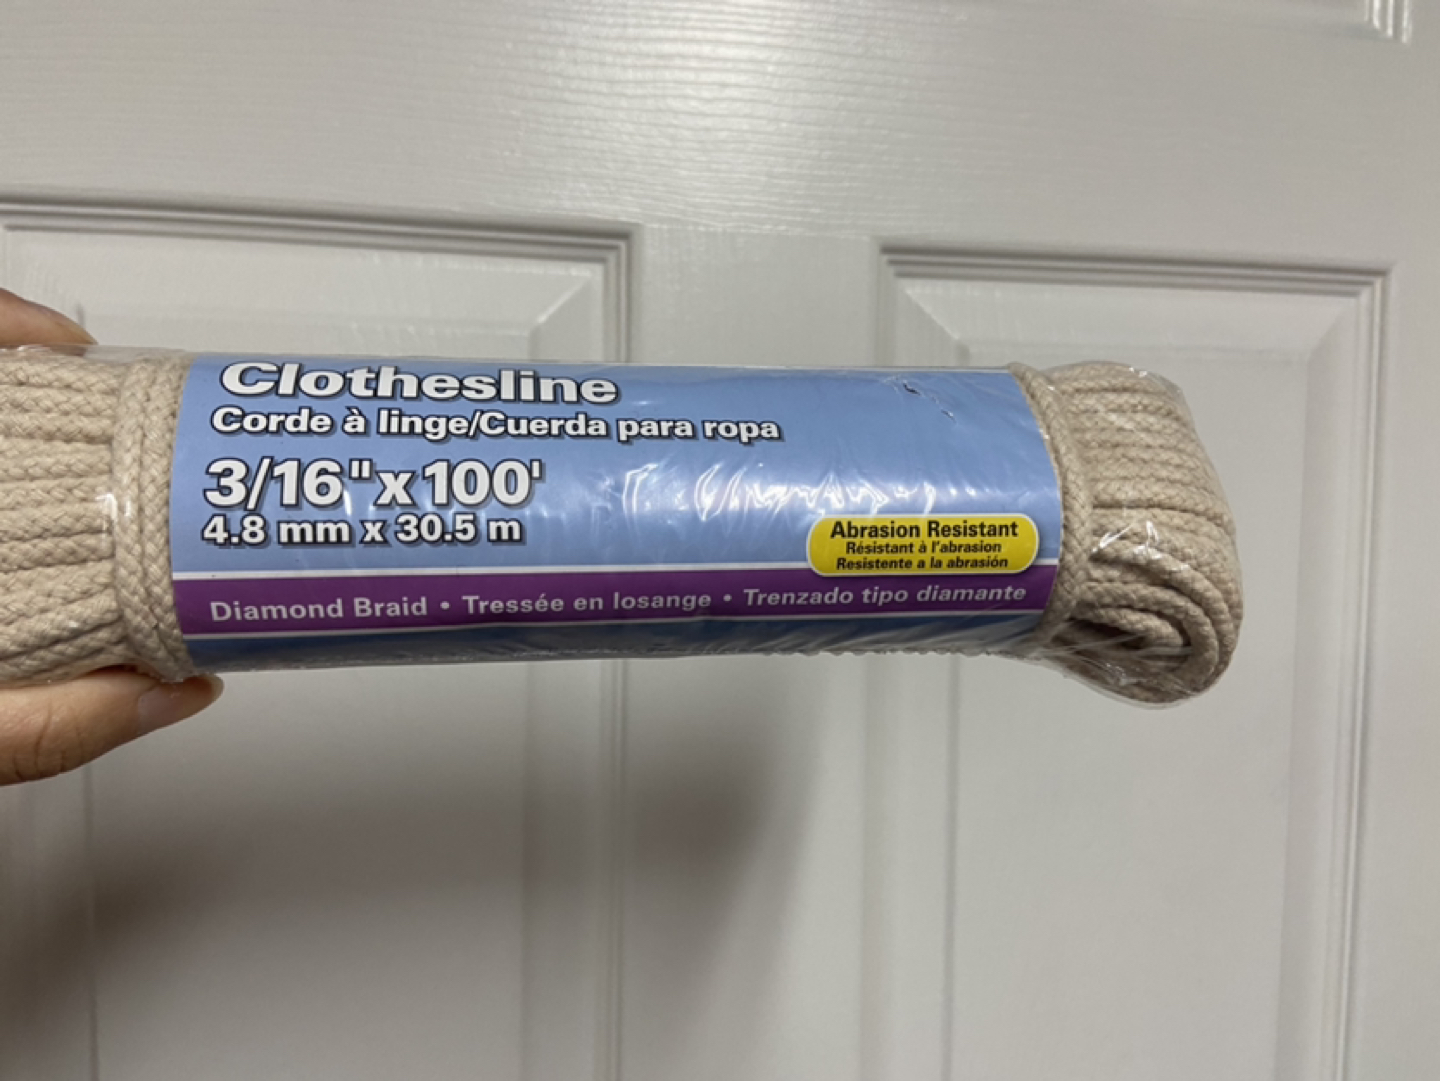 Clothesline
Corde à linge/Cuerda para ropa
3/16"x100'
4.8 mm x 30.5 m
Abrasion Resistant
Résistant à l'abrasion
Resistente a la abrasión
Diamond Braid • Tressée en losange • Trenzado tipo diamante